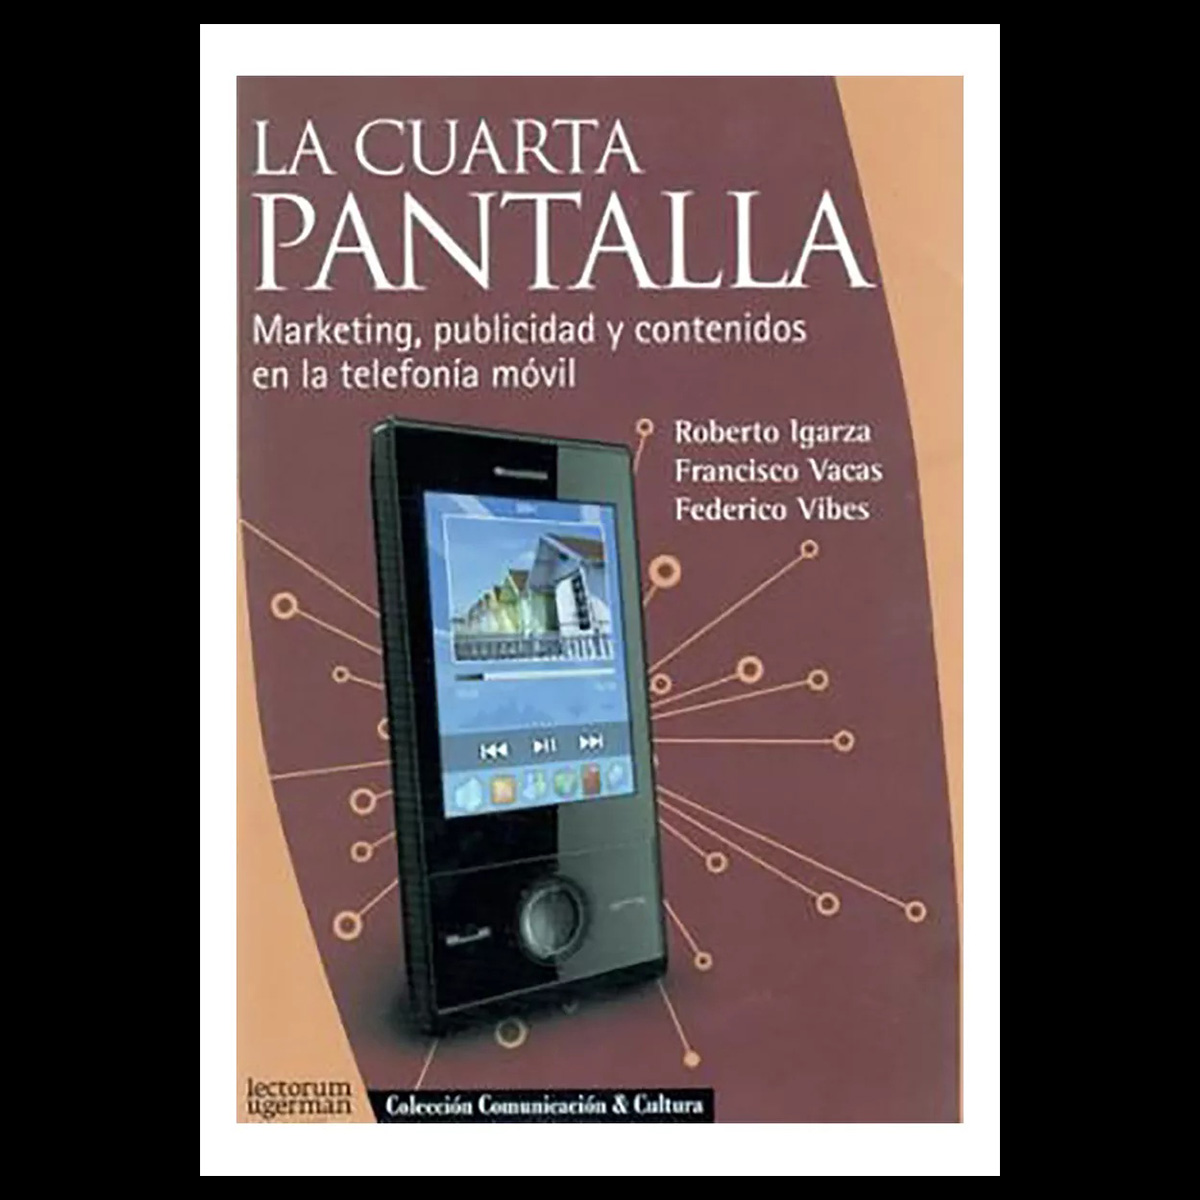 LA CUARTA
PANTALLA
Marketing, publicidad y contenidos
en la telefonía móvil
Roberto Igarza
Francisco Vacas
Federico Vibes
lectorum
ugerman
Colección Comunicación & Cultura